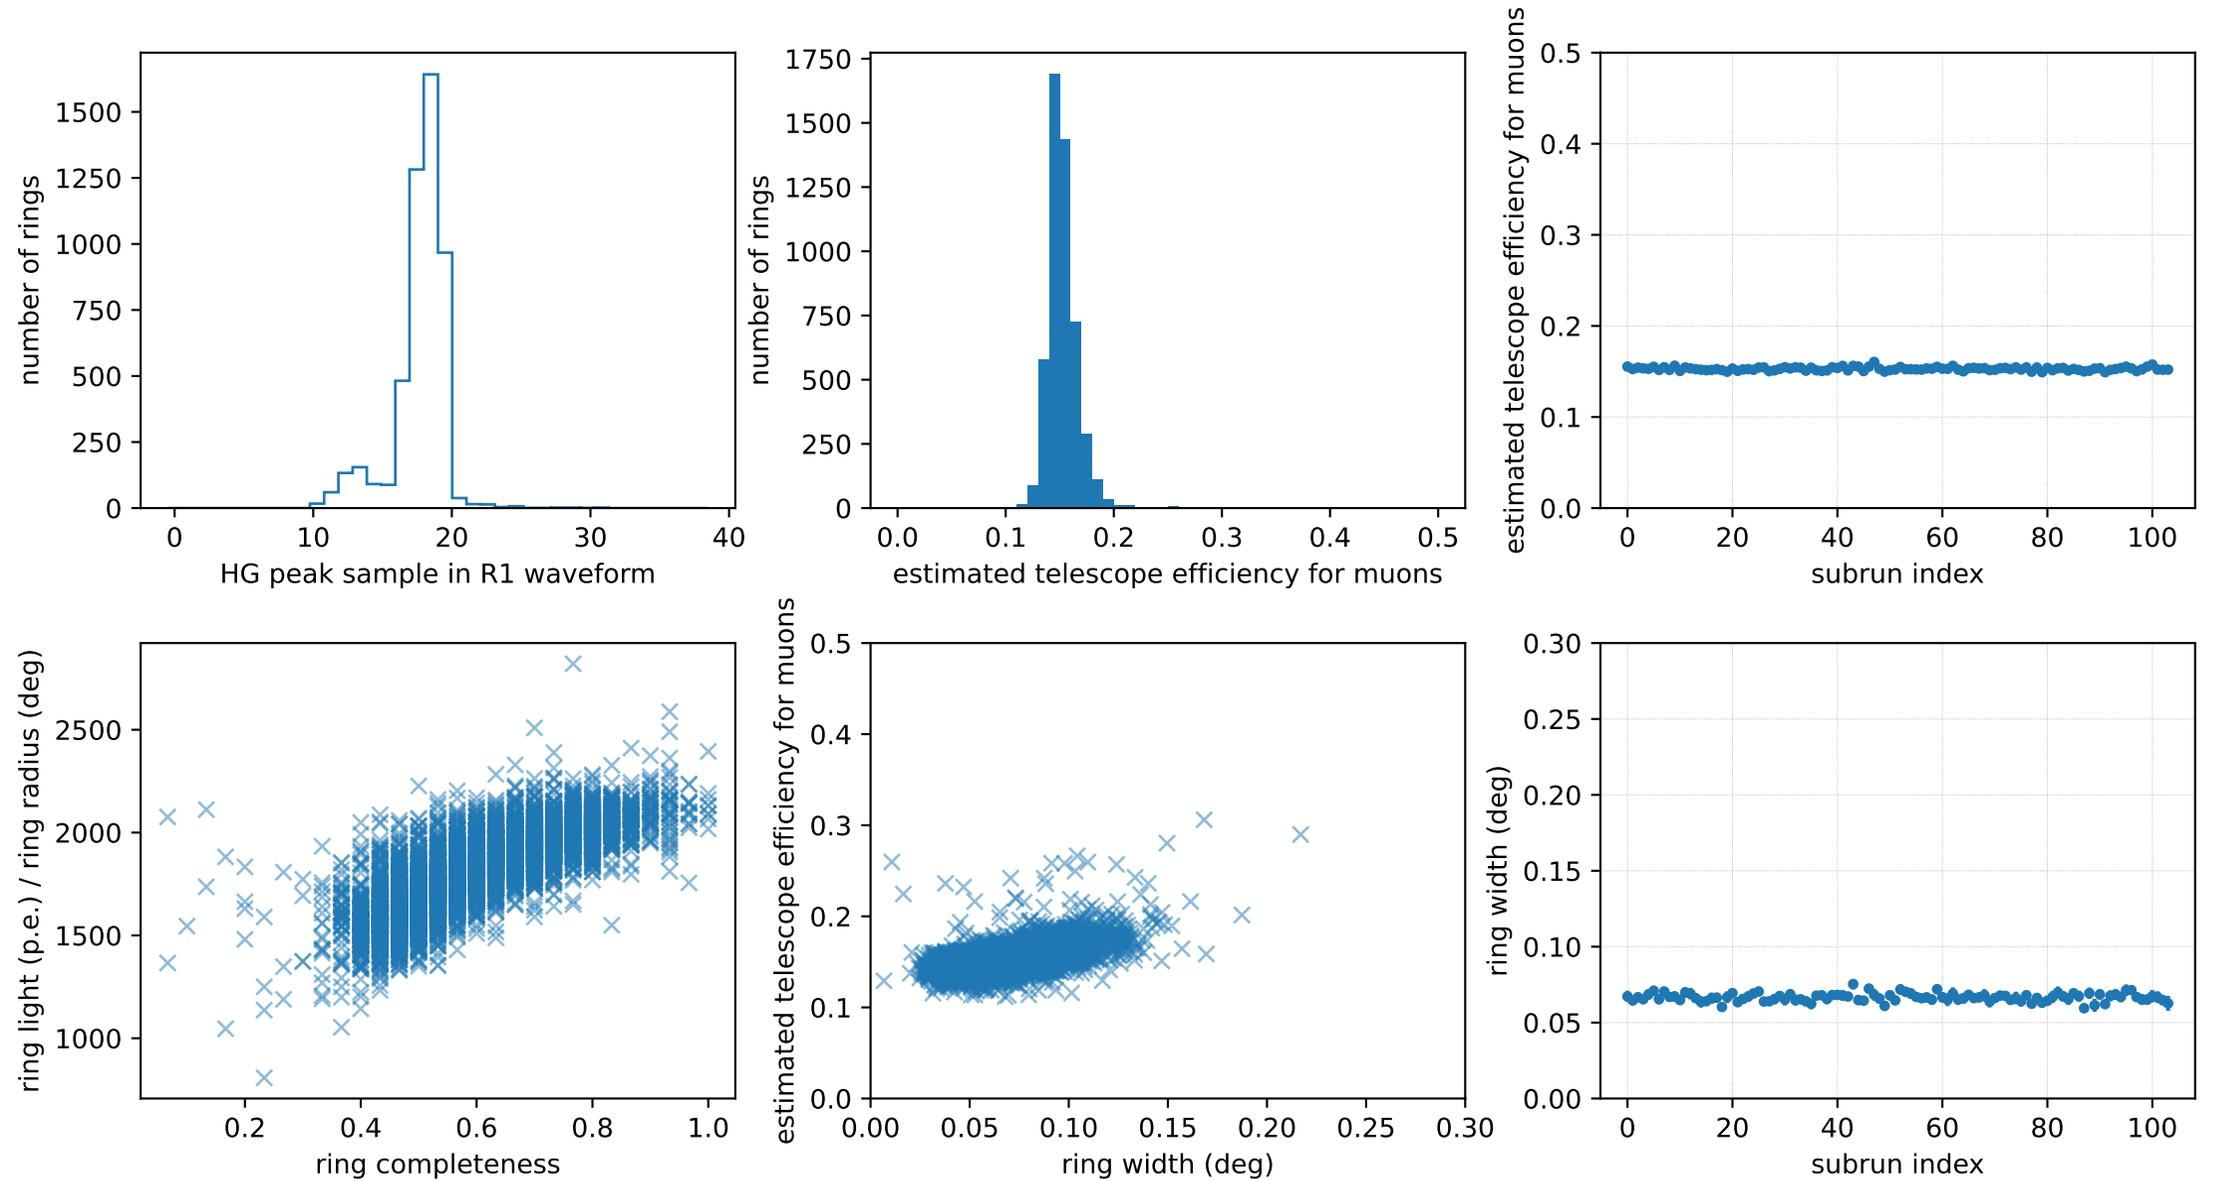 number of rings
1500
1250
1000
750
500
250
0
0 10 20 30 40
HG peak sample in R1 waveform
number of rings
1750
1500
1250
1000
750
500
250
0
0.0 0.1 0.2 0.3 0.4 0.5
estimated telescope efficiency for muons
estimated telescope efficiency for muons
0.5
0.4
0.3
0.2
0.1
0.0
0 20 40 60 80 100
subrun index
ring light (p.e.) / ring radius (deg)
2500
2000
1500
1000
0.2 0.4 0.6 0.8 1.0
ring completeness
estimated telescope efficiency for muons
0.5
0.4
0.3
0.2
0.1
0.0
0.00 0.05 0.10 0.15 0.20 0.25 0.30
ring width (deg)
ring width (deg)
0.30
0.25
0.20
0.15
0.10
0.05
0.00
0 20 40 60 80 100
subrun index